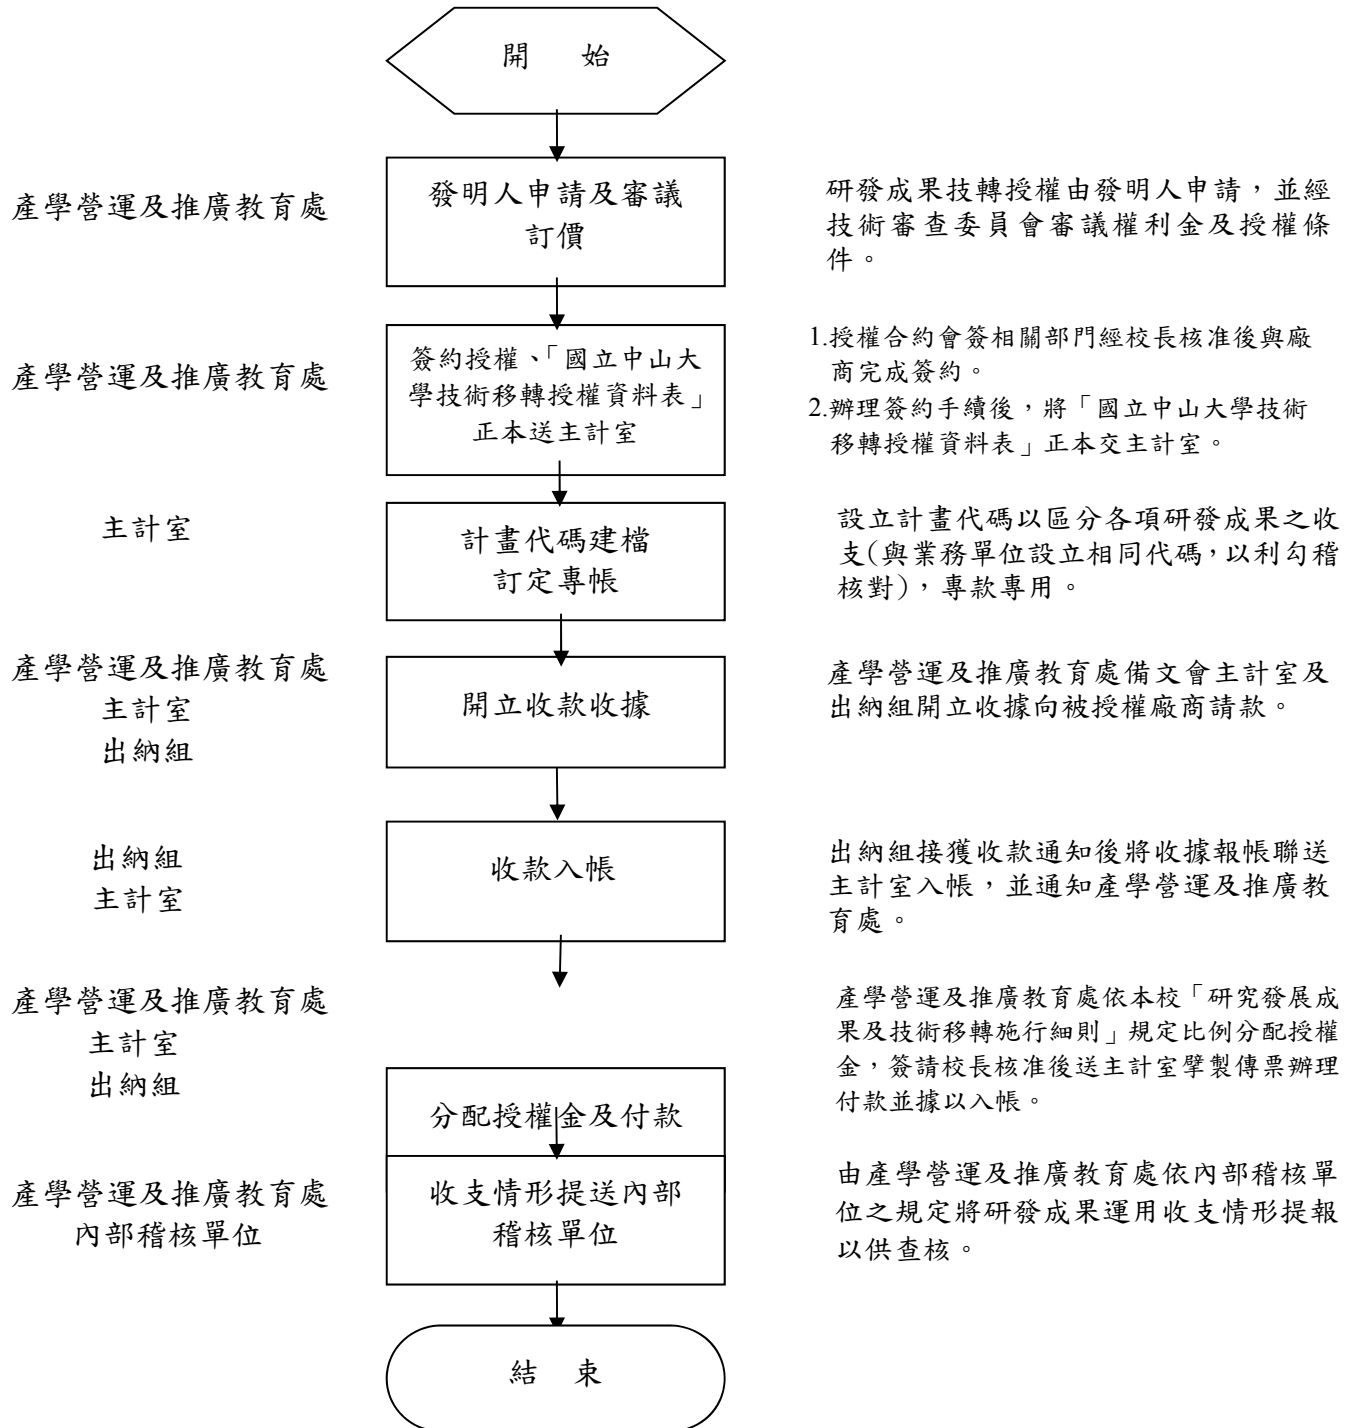 開 始
產學營運及推廣教育處
發明人申請及審議
訂價
研發成果技轉授權由發明人申請，並經
技術審查委員會審議權利金及授權條
件。
產學營運及推廣教育處
簽約授權、「國立中山大
學技術移轉授權資料表」
正本送主計室
1.授權合約會簽相關部門經校長核准後與廠
商完成簽約。
2.辦理簽約手續後，將「國立中山大學技術
移轉授權資料表」正本交主計室。
主計室
計畫代碼建檔
訂定專帳
設立計畫代碼以區分各項研發成果之收
支(與業務單位設立相同代碼，以利勾稽
核對)，專款專用。
產學營運及推廣教育處
主計室
出納組
開立收款收據
產學營運及推廣教育處備文會主計室及
出納組開立收據向被授權廠商請款。
出納組
主計室
收款入帳
出納組接獲收款通知後將收據報帳聯送
主計室入帳，並通知產學營運及推廣教
育處。
產學營運及推廣教育處
主計室
出納組
分配授權金及付款
產學營運及推廣教育處依本校「研究發展成
果及技術移轉施行細則」規定比例分配授權
金，簽請校長核准後送主計室擘製傳票辦理
付款並據以入帳。
產學營運及推廣教育處
內部稽核單位
收支情形提送內部
稽核單位
由產學營運及推廣教育處依內部稽核單
位之規定將研發成果運用收支情形提報
以供查核。
結 束